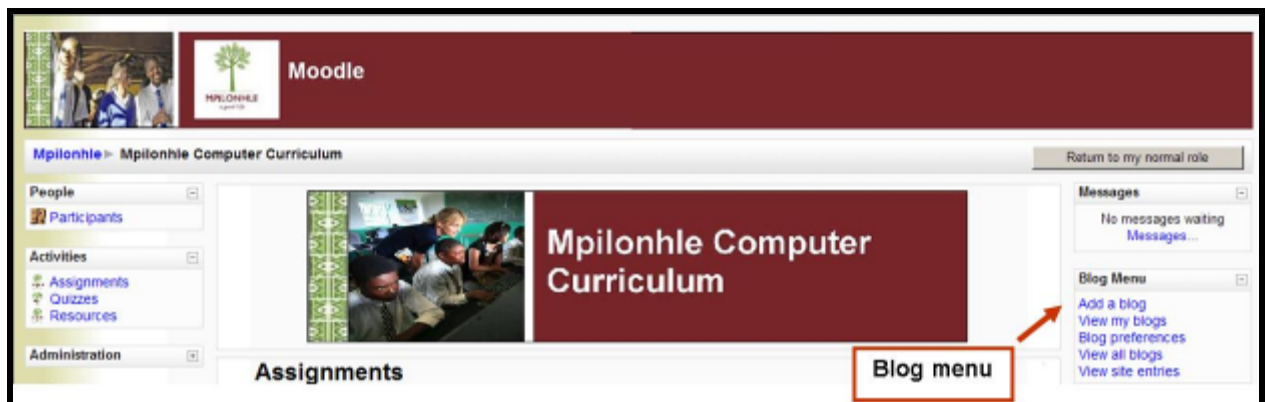 Moodle
MPILONHLE
a good life
Mpilonhle ► Mpilonhle Computer Curriculum
Return to my normal role
People
Participants
Activities
Assignments
Quizzes
Resources
Administration
Mpilonhle Computer
Curriculum
Assignments
Messages
No messages waiting
Messages...
Blog Menu
Add a blog
View my blogs
Blog preferences
View all blogs
View site entries
Blog menu